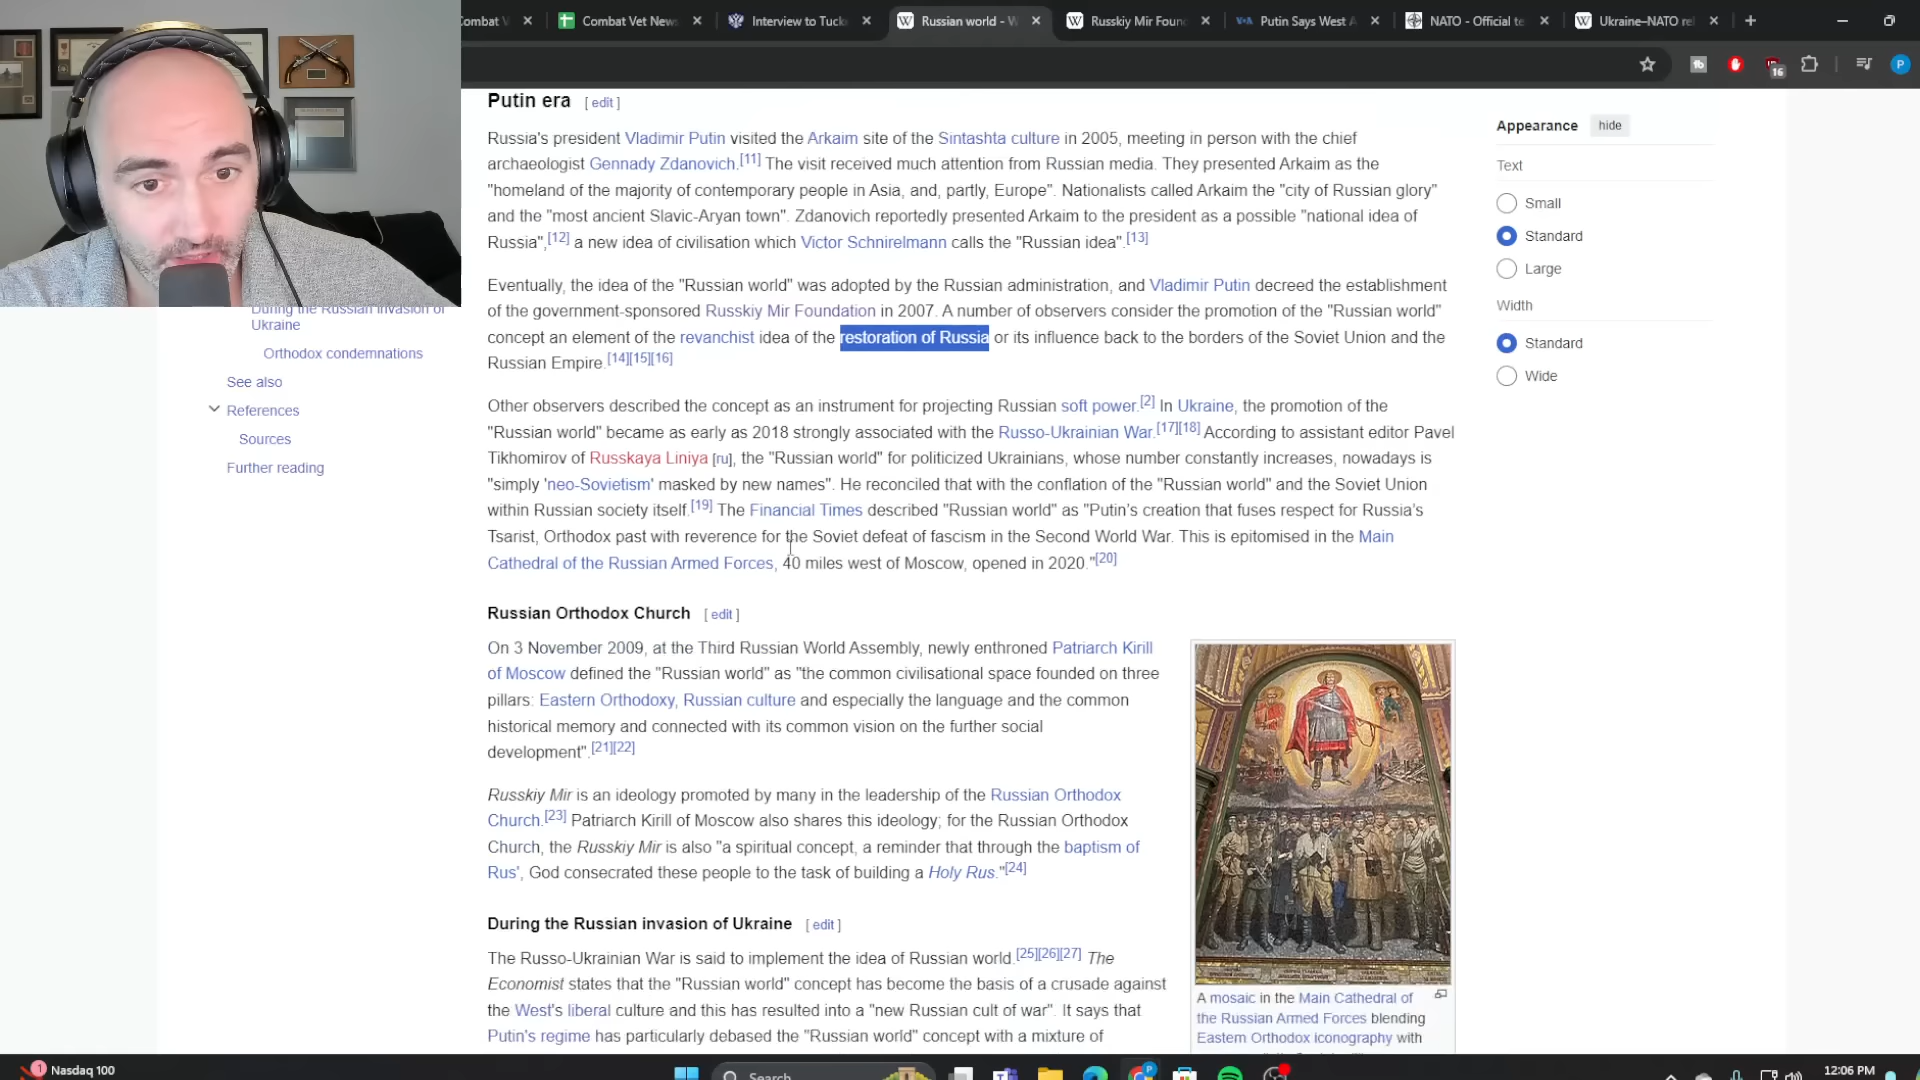 Combat V
Combat Vet News
Interview to Tuck
Russian world - W
Russkiy Mir Foun
Putin Says West A
NATO - Official te
Ukraine–NATO rel
16
P
Putin era [ edit ]
Russia's president Vladimir Putin visited the Arkaim site of the Sintashta culture in 2005, meeting in person with the chief
archaeologist Gennady Zdanovich.[11] The visit received much attention from Russian media. They presented Arkaim as the
"homeland of the majority of contemporary people in Asia, and, partly, Europe". Nationalists called Arkaim the "city of Russian glory"
and the "most ancient Slavic-Aryan town". Zdanovich reportedly presented Arkaim to the president as a possible "national idea of
Russia",[12] a new idea of civilisation which Victor Schnirelmann calls the "Russian idea".[13]
Eventually, the idea of the "Russian world" was adopted by the Russian administration, and Vladimir Putin decreed the establishment
of the government-sponsored Russkiy Mir Foundation in 2007. A number of observers consider the promotion of the "Russian world"
concept an element of the revanchist idea of the restoration of Russia or its influence back to the borders of the Soviet Union and the
Russian Empire.[14][15][16]
Other observers described the concept as an instrument for projecting Russian soft power.[2] In Ukraine, the promotion of the
"Russian world" became as early as 2018 strongly associated with the Russo-Ukrainian War.[17][18] According to assistant editor Pavel
Tikhomirov of Russkaya Liniya [ru], the "Russian world" for politicized Ukrainians, whose number constantly increases, nowadays is
"simply 'neo-Sovietism' masked by new names". He reconciled that with the conflation of the "Russian world" and the Soviet Union
within Russian society itself.[19] The Financial Times described "Russian world" as "Putin's creation that fuses respect for Russia's
Tsarist, Orthodox past with reverence for the Soviet defeat of fascism in the Second World War. This is epitomised in the Main
Cathedral of the Russian Armed Forces, 40 miles west of Moscow, opened in 2020."[20]
Russian Orthodox Church [ edit ]
On 3 November 2009, at the Third Russian World Assembly, newly enthroned Patriarch Kirill
of Moscow defined the "Russian world" as "the common civilisational space founded on three
pillars: Eastern Orthodoxy, Russian culture and especially the language and the common
historical memory and connected with its common vision on the further social
development".[21][22]
Russkiy Mir is an ideology promoted by many in the leadership of the Russian Orthodox
Church.[23] Patriarch Kirill of Moscow also shares this ideology; for the Russian Orthodox
Church, the Russkiy Mir is also "a spiritual concept, a reminder that through the baptism of
Rus', God consecrated these people to the task of building a Holy Rus."[24]
During the Russian invasion of Ukraine [ edit ]
The Russo-Ukrainian War is said to implement the idea of Russian world.[25][26][27] The
Economist states that the "Russian world" concept has become the basis of a crusade against
the West's liberal culture and this has resulted into a "new Russian cult of war". It says that
Putin's regime has particularly debased the "Russian world" concept with a mixture of
A mosaic in the Main Cathedral of
the Russian Armed Forces blending
Eastern Orthodox iconography with
During the Russian invasion of
Ukraine
Orthodox condemnations
See also
References
Sources
Further reading
Appearance hide
Text
Small
Standard
Large
Width
Standard
Wide
1
Nasdaq 100
Search
P
12:06 PM